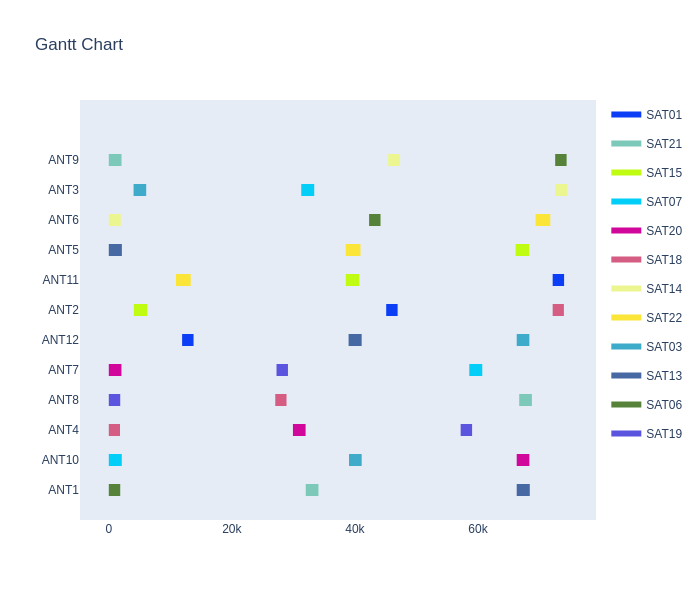 Gantt Chart
ANT9
ANT3
ANT6
ANT5
ANT11
ANT2
ANT12
ANT7
ANT8
ANT4
ANT10
ANT1
0
20k
40k
60k
SAT01
SAT21
SAT15
SAT07
SAT20
SAT18
SAT14
SAT22
SAT03
SAT13
SAT06
SAT19